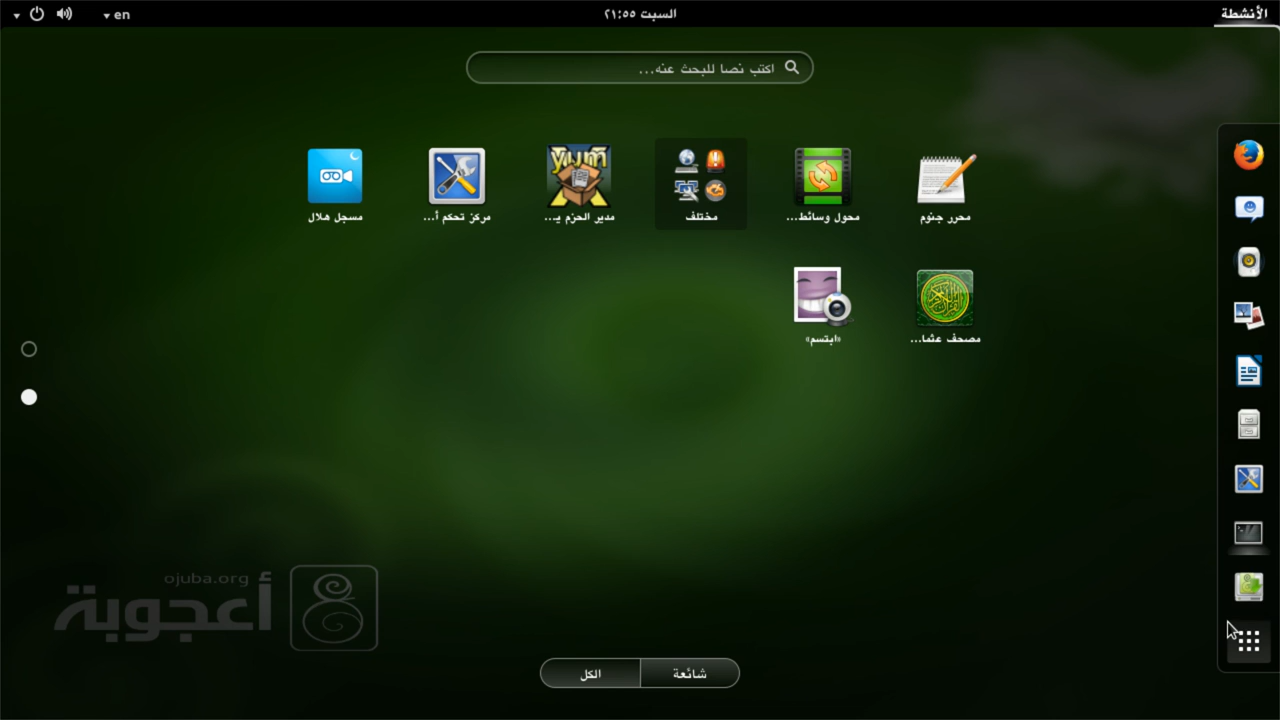 الأنشطة
السبت ٢١:٥٥
en
اكتب نصا للبحث عنه...
محرر جنوم
محول وسائط...
مختلف
yum
مدير الحزم يـ...
مركز تحكم أ...
مسجل هلال
مصحف عثما...
«ابتسم»
ojuba.org
أعجوبة
شائعة
الكل